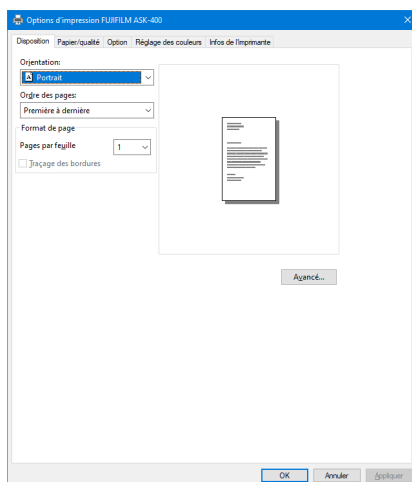 Options d'impression FUJIFILM ASK-400
Disposition Papier/qualité Option Réglage des couleurs Infos de l'Imprimante
Orientation:
Portrait
Ordre des pages:
Première à dernière
Format de page
Pages par feuille 1
Traçage des bordures
Avancé...
OK Annuler Appliquer